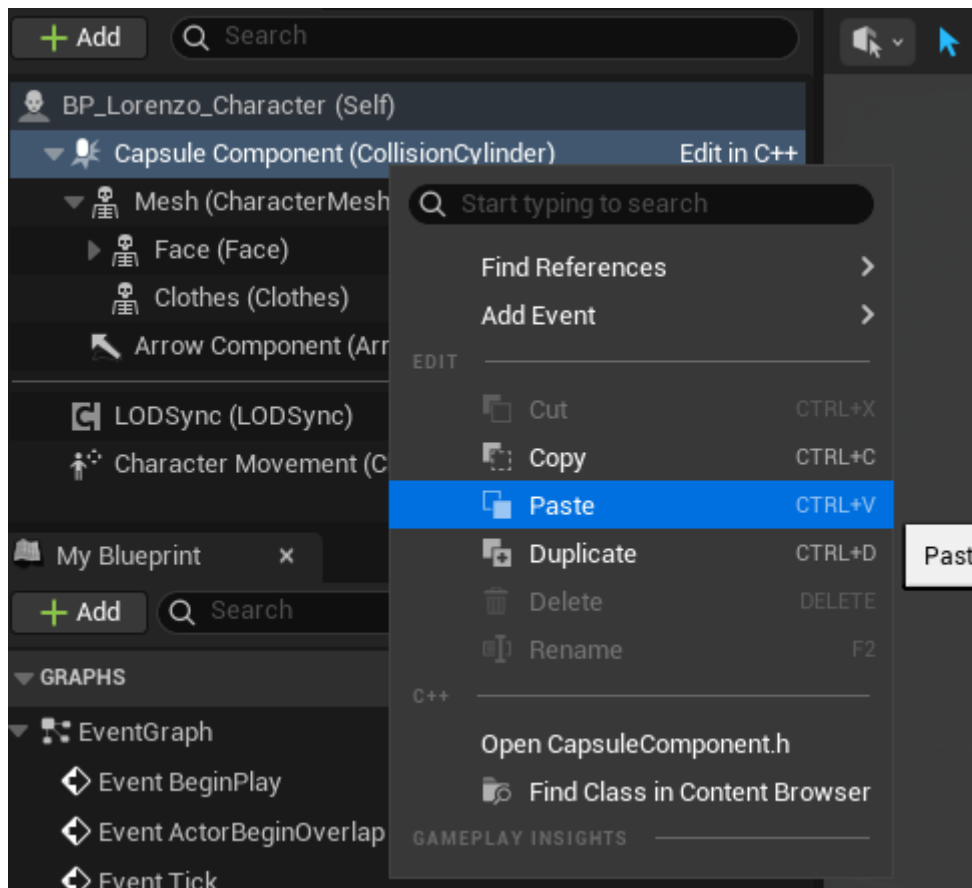 + Add Search
BP_Lorenzo_Character (Self)
Capsule Component (CollisionCylinder) Edit in C++
Mesh (CharacterMesh
Face (Face)
Clothes (Clothes)
Arrow Component (Arr
LODSync (LODSync)
Character Movement (C
My Blueprint ×
+ Add Search
GRAPHS
EventGraph
Event BeginPlay
Event ActorBeginOverlap
Event Tick
Start typing to search
Find References
Add Event
EDIT
Cut CTRL+X
Copy CTRL+C
Paste CTRL+V
Duplicate CTRL+D
Delete DELETE
Rename F2
C++
Open CapsuleComponent.h
Find Class in Content Browser
GAMEPLAY INSIGHTS
Past